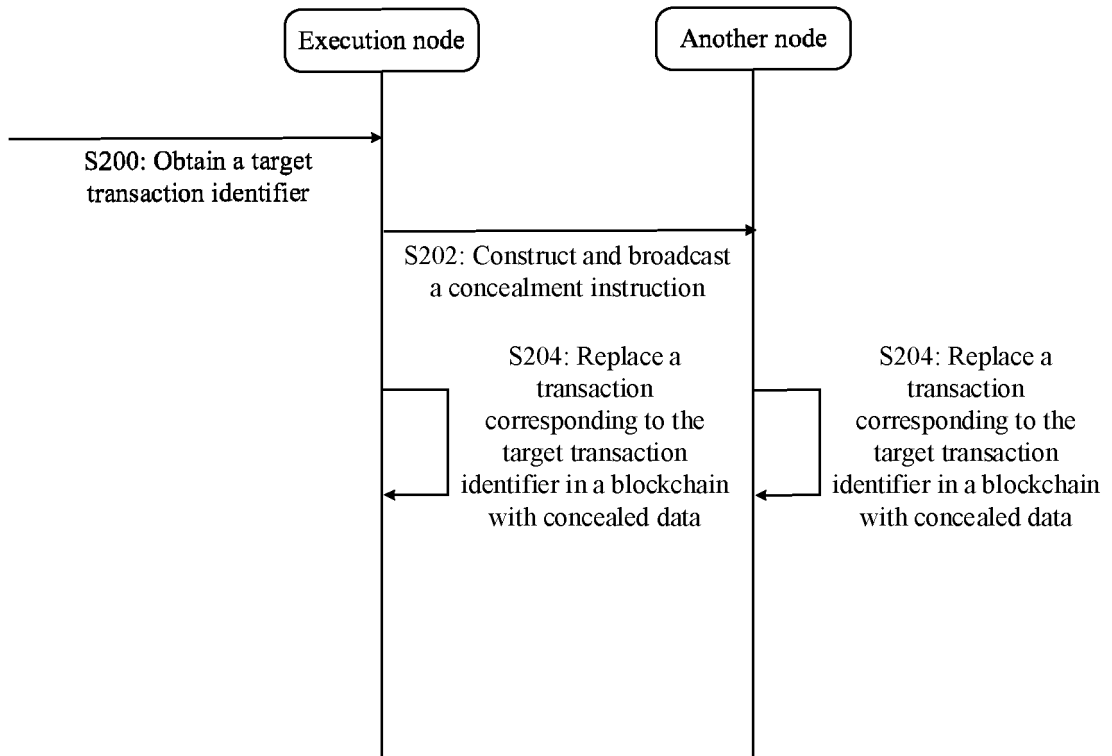 Execution node
Another node
S200: Obtain a target
transaction identifier
S202: Construct and broadcast
a concealment instruction
S204: Replace a
transaction
corresponding to the
target transaction
identifier in a blockchain
with concealed data
S204: Replace a
transaction
corresponding to the
target transaction
identifier in a blockchain
with concealed data